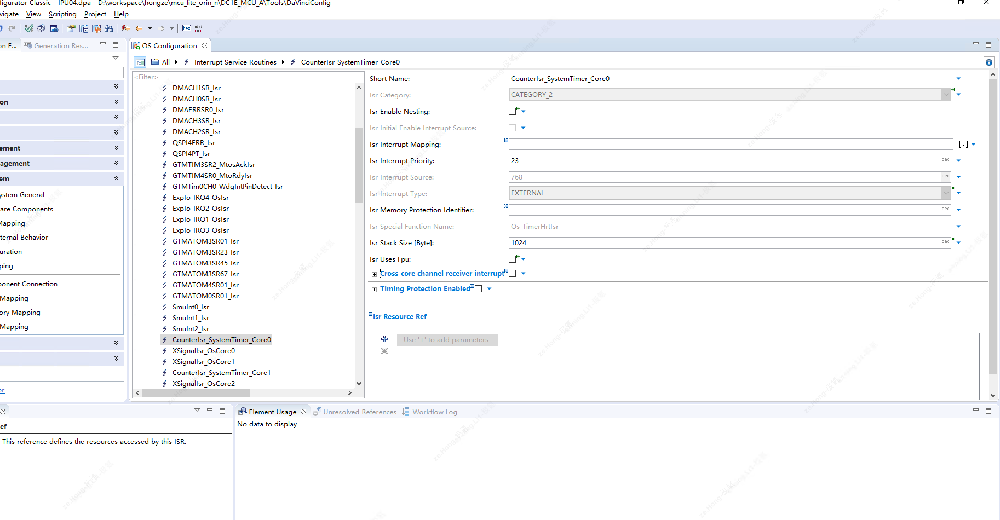 figurator Classic - IPU04.dpa - D:\workspace\hongze\mcu_lite_orin_n\DC1E_MCU_A\Tools\DaVinciConfig
vigate View Scripting Project Help
on E... Generation Res... OS Configuration
All Interrupt Service Routines CounterIsr_SystemTimer_Core0
<Filter>
on
ement
agement
em
ystem General
are Components
Mapping
ternal Behavior
uration
ping
ponent Connection
Mapping
ory Mapping
Mapping
or
DMACH1SR_Isr
DMACH0SR_Isr
DMAERRSR0_Isr
DMACH3SR_Isr
DMACH2SR_Isr
QSPI4ERR_Isr
QSPI4PT_Isr
GTMTIM3SR2_MtosAckIsr
GTMTIM4SR0_MtoRdyIsr
GTMTim0CH0_WdgIntPinDetect_Isr
ExpIo_IRQ4_OsIsr
ExpIo_IRQ2_OsIsr
ExpIo_IRQ1_OsIsr
ExpIo_IRQ3_OsIsr
GTMATOM3SR01_Isr
GTMATOM3SR23_Isr
GTMATOM3SR45_Isr
GTMATOM3SR67_Isr
GTMATOM4SR01_Isr
GTMATOM0SR01_Isr
SmuInt0_Isr
SmuInt1_Isr
SmuInt2_Isr
CounterIsr_SystemTimer_Core0
XSignalIsr_OsCore0
XSignalIsr_OsCore1
CounterIsr_SystemTimer_Core1
XSignalIsr_OsCore2
Short Name: CounterIsr_SystemTimer_Core0
Isr Category: CATEGORY_2
Isr Enable Nesting:
Isr Initial Enable Interrupt Source:
Isr Interrupt Mapping: [...]
Isr Interrupt Priority: 23 dec
Isr Interrupt Source: 768 dec
Isr Interrupt Type: EXTERNAL
Isr Memory Protection Identifier: dec
Isr Special Function Name: Os_TimerHrtIsr
Isr Stack Size [Byte]: 1024 dec
Isr Uses Fpu:
Cross-core channel receiver interrupt
Timing Protection Enabled
Isr Resource Ref
Use '+' to add parameters
ef
This reference defines the resources accessed by this ISR.
Element Usage Unresolved References Workflow Log
No data to display